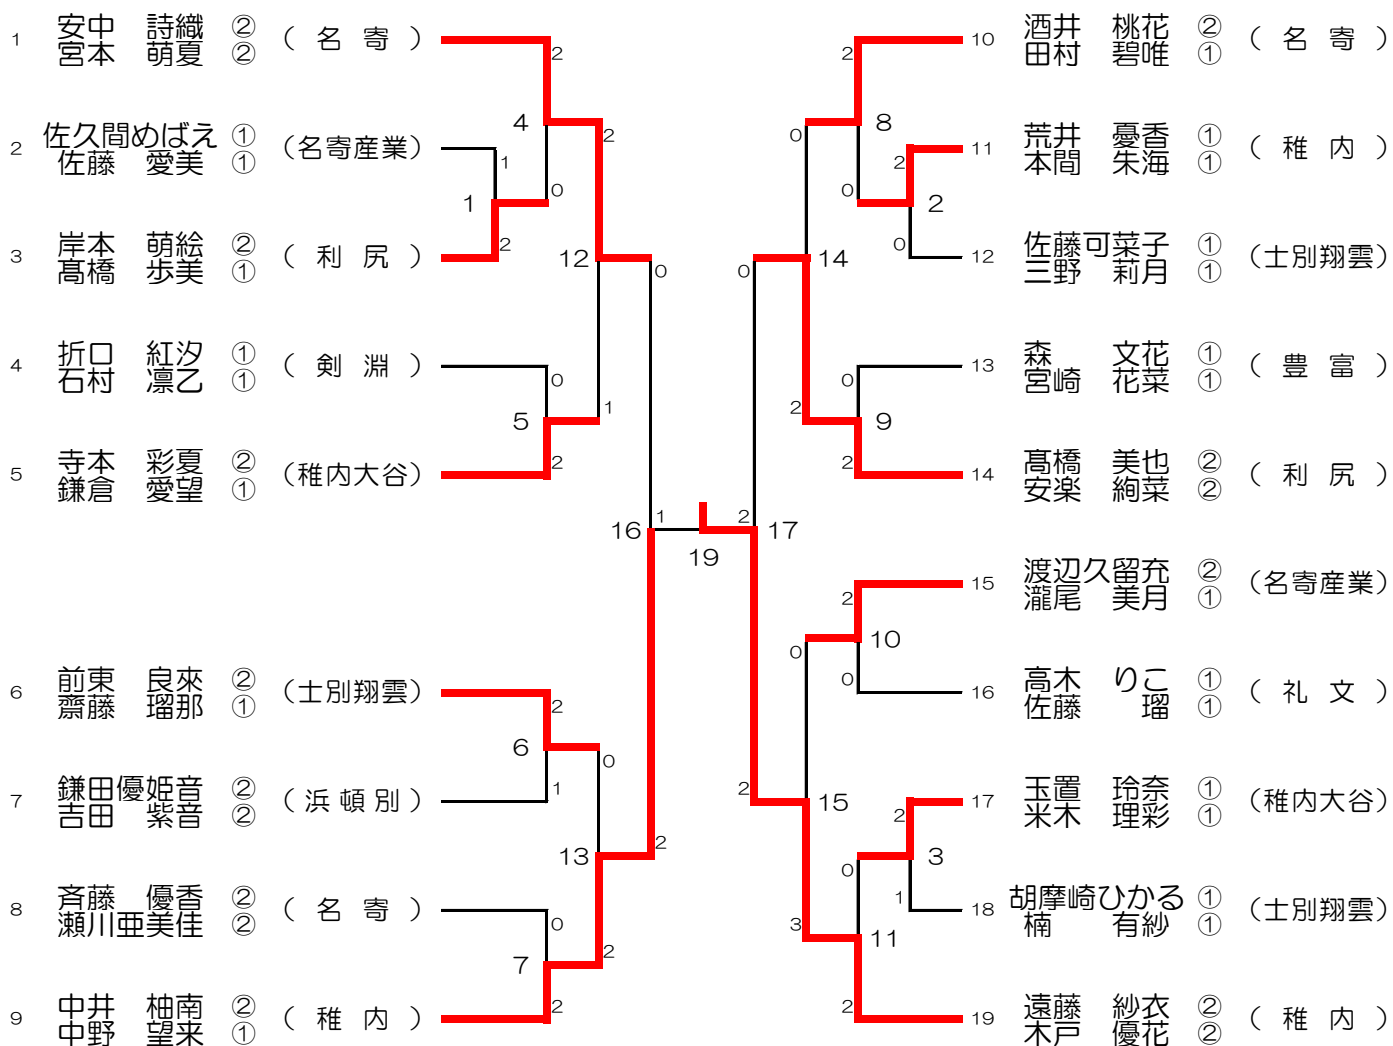 1 安中 詩織 ② ( 名 寄 )
宮本 萌夏 ②
2 佐久間めばえ ① (名寄産業)
佐藤 愛美 ①
3 岸本 萌絵 ② ( 利 尻 )
髙橋 歩美 ①
4 折口 紅汐 ① ( 剣 淵 )
石村 凛乙 ①
5 寺本 彩夏 ② (稚内大谷)
鎌倉 愛望 ①
6 前東 良來 ② (士別翔雲)
齋藤 瑠那 ①
7 鎌田優姫音 ② (浜頓別)
吉田 紫音 ②
8 斉藤 優香 ② ( 名 寄 )
瀬川亜美佳 ②
9 中井 柚南 ② ( 稚 内 )
中野 望来 ①
2
4
2
1
0
1
2
12
0
0
5
1
2
16
1
19
2
6
0
1
13
2
0
7
2
2
2
8
0
2
0
2
0
14
0
0
9
2
2
2
17
2
10
0
0
2
15
2
3
0
1
3
11
2
10 酒井 桃花 ② ( 名 寄 )
田村 碧唯 ①
11 荒井 憂香 ① ( 稚 内 )
本間 朱海 ①
12 佐藤可菜子 ① (士別翔雲)
三野 莉月 ①
13 森 文花 ① ( 豊 富 )
宮崎 花菜 ①
14 髙橋 美也 ② ( 利 尻 )
安楽 絢菜 ②
15 渡辺久留充 ② (名寄産業)
瀧尾 美月 ①
16 高木 りこ ① ( 礼 文 )
佐藤 瑠 ①
17 玉置 玲奈 ① (稚内大谷)
米木 理彩 ①
18 胡摩崎ひかる ① (士別翔雲)
楠 有紗 ①
19 遠藤 紗衣 ② ( 稚 内 )
木戸 優花 ②